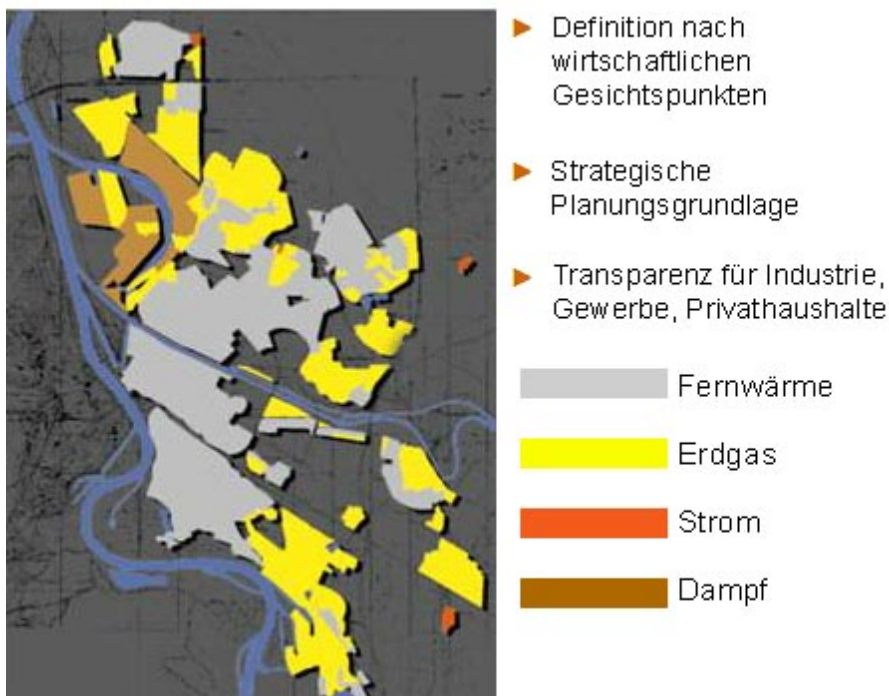 Definition nach
wirtschaftlichen
Gesichtspunkten
Strategische
Planungsgrundlage
Transparenz für Industrie,
Gewerbe, Privathaushalte
Fernwärme
Erdgas
Strom
Dampf